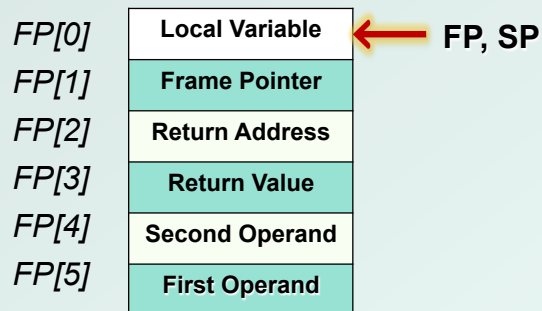 FP[0] Local Variable FP, SP
FP[1] Frame Pointer
FP[2] Return Address
FP[3] Return Value
FP[4] Second Operand
FP[5] First Operand